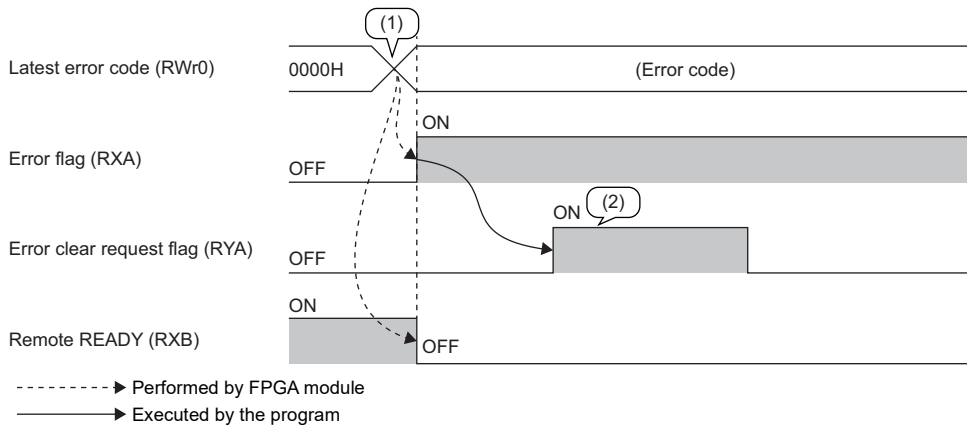 (1)
Latest error code (RWr0)
0000H
(Error code)
ON
Error flag (RXA)
OFF
ON
(2)
Error clear request flag (RYA)
OFF
ON
Remote READY (RXB)
OFF
Performed by FPGA module
Executed by the program